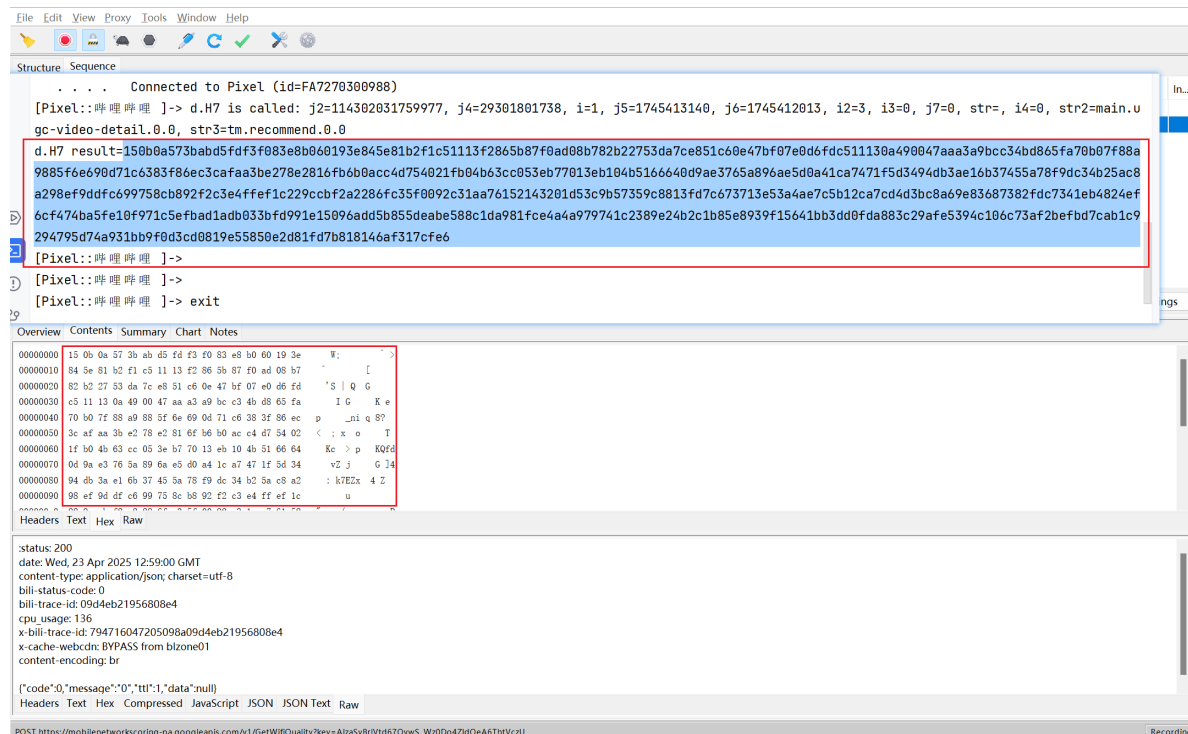 File Edit View Proxy Tools Window Help
Structure Sequence
. . . . Connected to Pixel (id=FA7270300988)
In...
[Pixel::哔哩哔哩 ]-> d.H7 is called: j2=114302031759977, j4=29301801738, i=1, j5=1745413140, j6=1745412013, i2=3, i3=0, j7=0, str=, i4=0, str2=main.u
gc-video-detail.0.0, str3=tm.recommend.0.0
d.H7 result=150b0a573babd5fdf3f083e8b060193e845e81b2f1c51113f2865b87f0ad08b782b22753da7ce851c60e47bf07e0d6fdc511130a490047aaa3a9bcc34bd865fa70b07f88a
9885f6e690d71c6383f86ec3cafaa3be278e2816fb6b0acc4d754021fb04b63cc053eb77013eb104b5166640d9ae3765a896ae5d0a41ca7471f5d3494db3ae16b37455a78f9dc34b25ac8
a298ef9ddfc699758cb892f2c3e4ffef1c229ccbf2a2286fc35f0092c31aa76152143201d53c9b57359c8813fd7c673713e53a4ae7c5b12ca7cd4d3bc8a69e83687382fdc7341eb4824ef
6cf474ba5fe10f971c5efbad1adb033bfd991e15096add5b855deabe588c1da981fce4a4a979741c2389e24b2c1b85e8939f15641bb3dd0fda883c29afe5394c106c73af2befbd7cab1c9
294795d74a931bb9f0d3cd0819e55850e2d81fd7b818146af317cfe6
[Pixel::哔哩哔哩 ]->
[Pixel::哔哩哔哩 ]->
[Pixel::哔哩哔哩 ]-> exit
ngs
Overview Contents Summary Chart Notes
00000000 15 0b 0a 57 3b ab d5 fd f3 f0 83 e8 b0 60 19 3e W; ` >
00000010 84 5e 81 b2 f1 c5 11 13 f2 86 5b 87 f0 ad 08 b7 ^ [
00000020 82 b2 27 53 da 7c e8 51 c6 0e 47 bf 07 e0 d6 fd 'S | Q G
00000030 c5 11 13 0a 49 00 47 aa a3 a9 bc c3 4b d8 65 fa I G K e
00000040 70 b0 7f 88 a9 88 5f 6e 69 0d 71 c6 38 3f 86 ec p _ni q 8?
00000050 3c af aa 3b e2 78 e2 81 6f b6 b0 ac c4 d7 54 02 < ; x o T
00000060 1f b0 4b 63 cc 05 3e b7 70 13 eb 10 4b 51 66 64 Kc > p KQfd
00000070 0d 9a e3 76 5a 89 6a e5 d0 a4 1c a7 47 1f 5d 34 vZ j G ]4
00000080 94 db 3a e1 6b 37 45 5a 78 f9 dc 34 b2 5a c8 a2 : k7EZx 4 Z
00000090 98 ef 9d df c6 99 75 8c b8 92 f2 c3 e4 ff ef 1c u
Headers Text Hex Raw
:status: 200
date: Wed, 23 Apr 2025 12:59:00 GMT
content-type: application/json; charset=utf-8
bili-status-code: 0
bili-trace-id: 09d4eb21956808e4
cpu_usage: 136
x-bili-trace-id: 794716047205098a09d4eb21956808e4
x-cache-webcdn: BYPASS from blzone01
content-encoding: br
{"code":0,"message":"0","ttl":1,"data":null}
Headers Text Hex Compressed JavaScript JSON JSON Text Raw
Recording